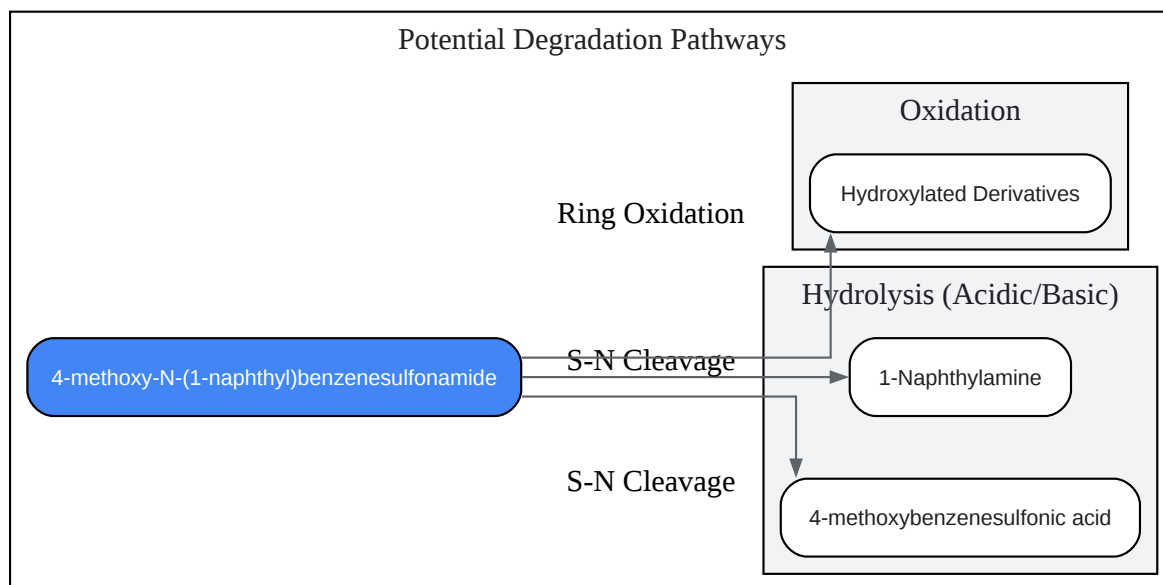 Potential Degradation Pathways
Oxidation
Hydroxylated Derivatives
Ring Oxidation
Hydrolysis (Acidic/Basic)
S-N Cleavage
4-methoxy-N-(1-naphthyl)benzenesulfonamide
1-Naphthylamine
S-N Cleavage
4-methoxybenzenesulfonic acid